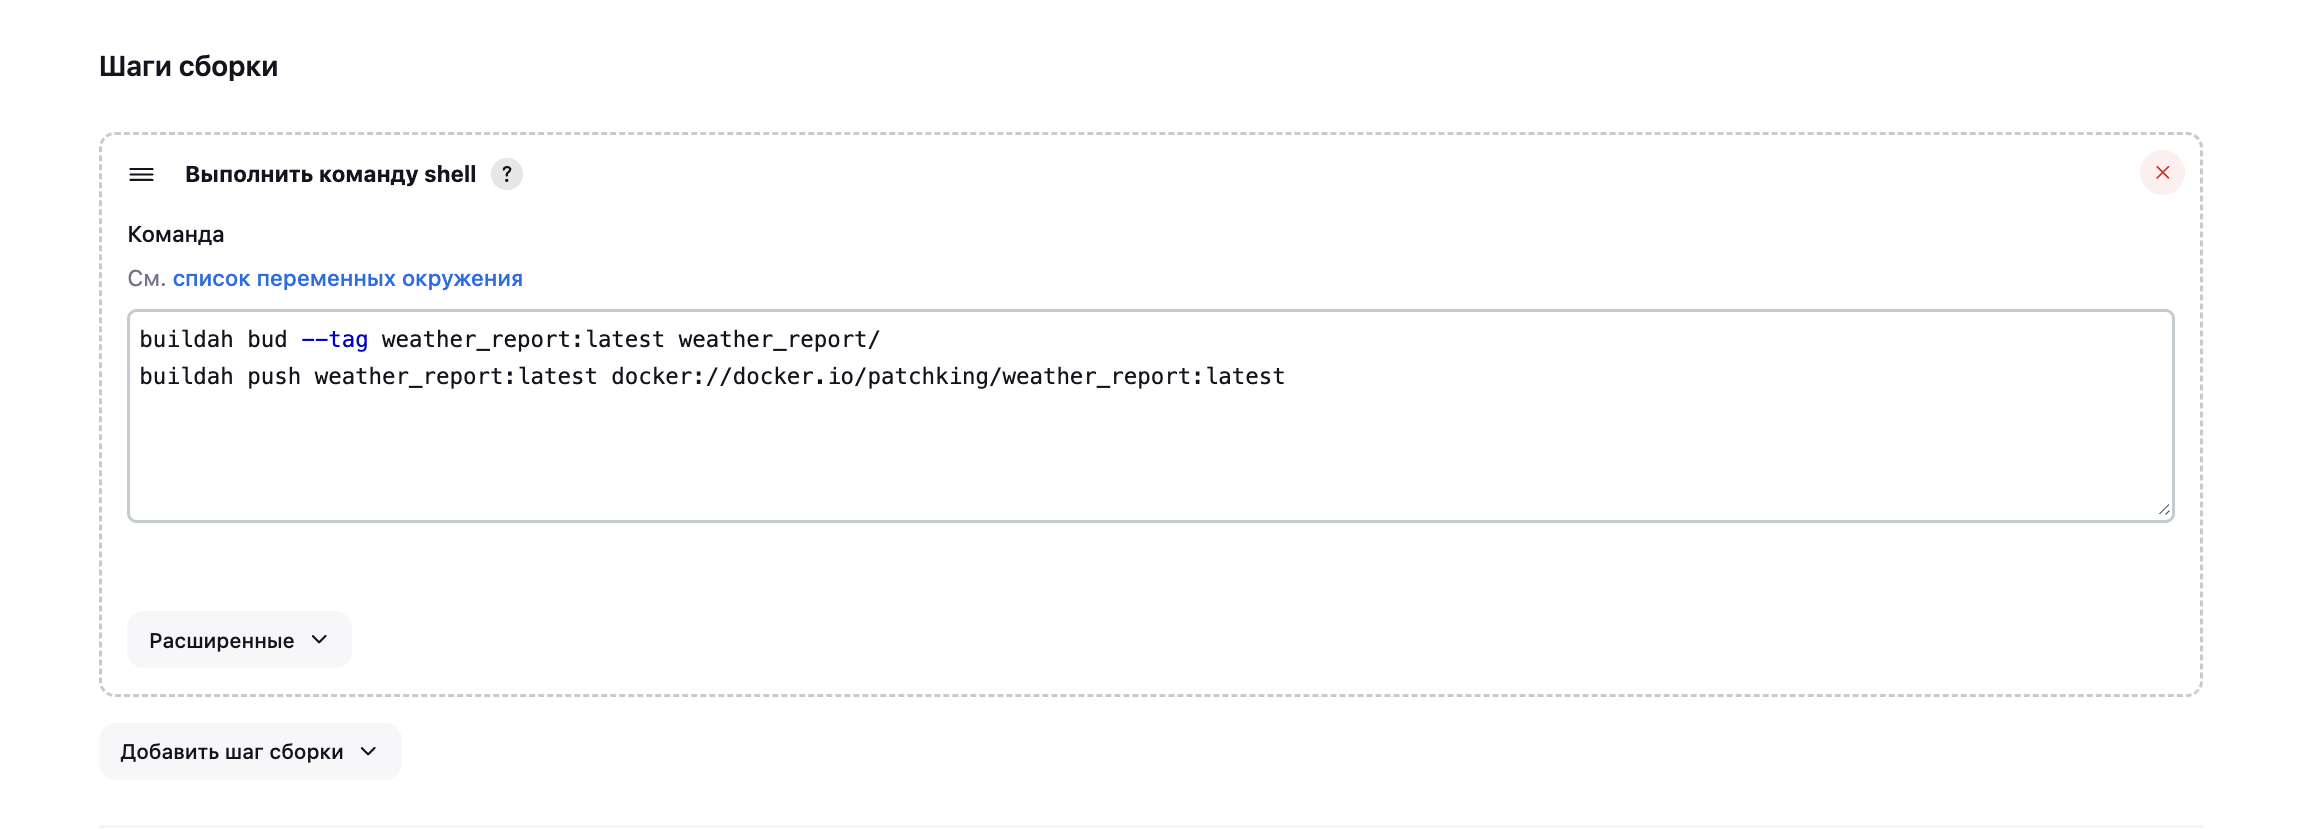 Шаги сборки
Выполнить команду shell ?
Команда
См. список переменных окружения
buildah bud --tag weather_report:latest weather_report/
buildah push weather_report:latest docker://docker.io/patchking/weather_report:latest
Расширенные
Добавить шаг сборки